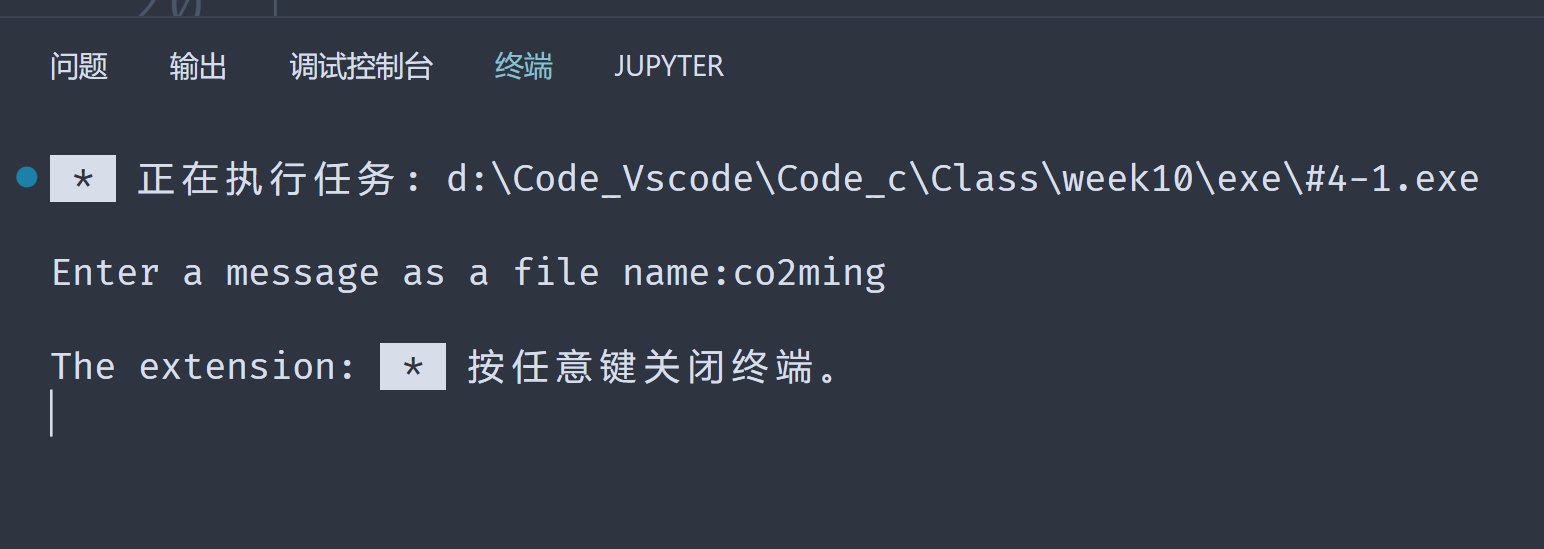 20
问题 输出 调试控制台 终端 JUPYTER
* 正在执行任务: d:\Code_Vscode\Code_c\Class\week10\exe\#4-1.exe
Enter a message as a file name:co2ming
The extension: * 按任意键关闭终端。